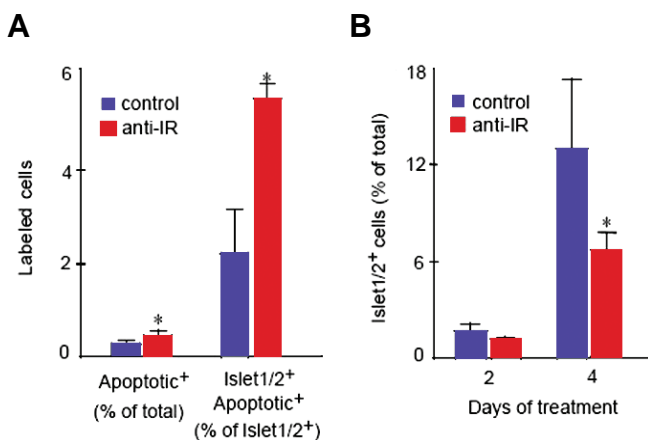 A
6
4
2
0
Labeled cells
control
anti-IR
*
*
Apoptotic+
(% of total)
Islet1/2+
Apoptotic+
(% of Islet1/2+)
B
18
12
6
0
Islet1/2+ cells (% of total)
control
anti-IR
*
2
4
Days of treatment